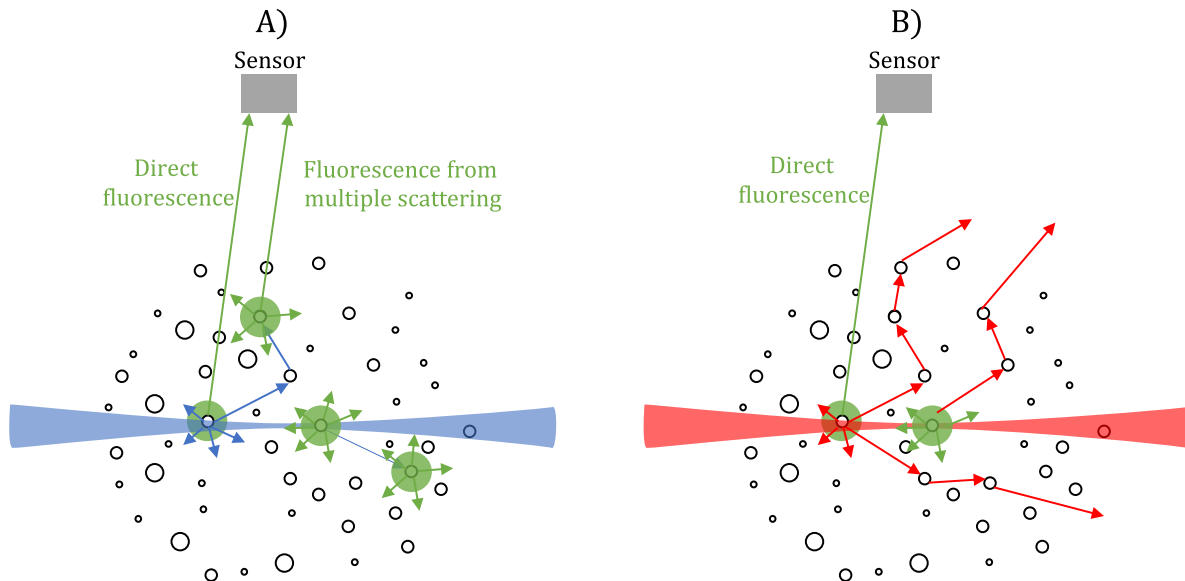 A)
Sensor
Direct
fluorescence
Fluorescence from
multiple scattering
B)
Sensor
Direct
fluorescence